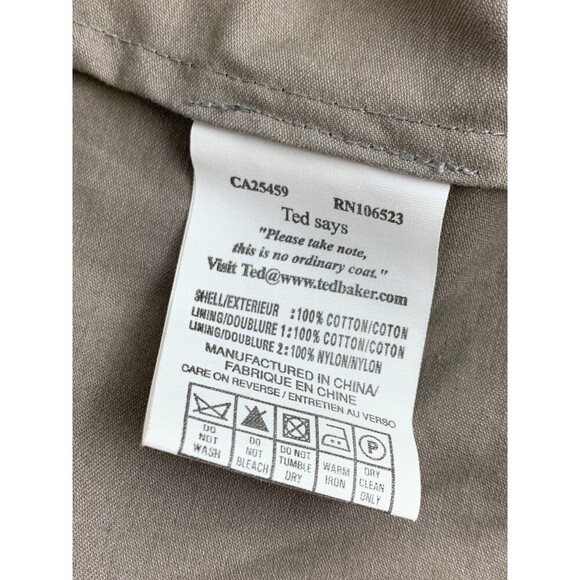 CA25459 RN106523
Ted says
"Please take note,
this is no ordinary coat."
Visit Ted@www.tedbaker.com
SHELL/EXTERIEUR :100% COTTON/COTON
LINING/DOUBLURE 1:100% COTTON/COTON
LINING/DOUBLURE 2:100% NYLON/NYLON
MANUFACTURED IN CHINA/
FABRIQUE EN CHINE
CARE ON REVERSE / ENTRETIEN AU VERSO
P
DO NOT WASH
DO NOT BLEACH
DO NOT TUMBLE DRY
WARM IRON
DRY CLEAN ONLY